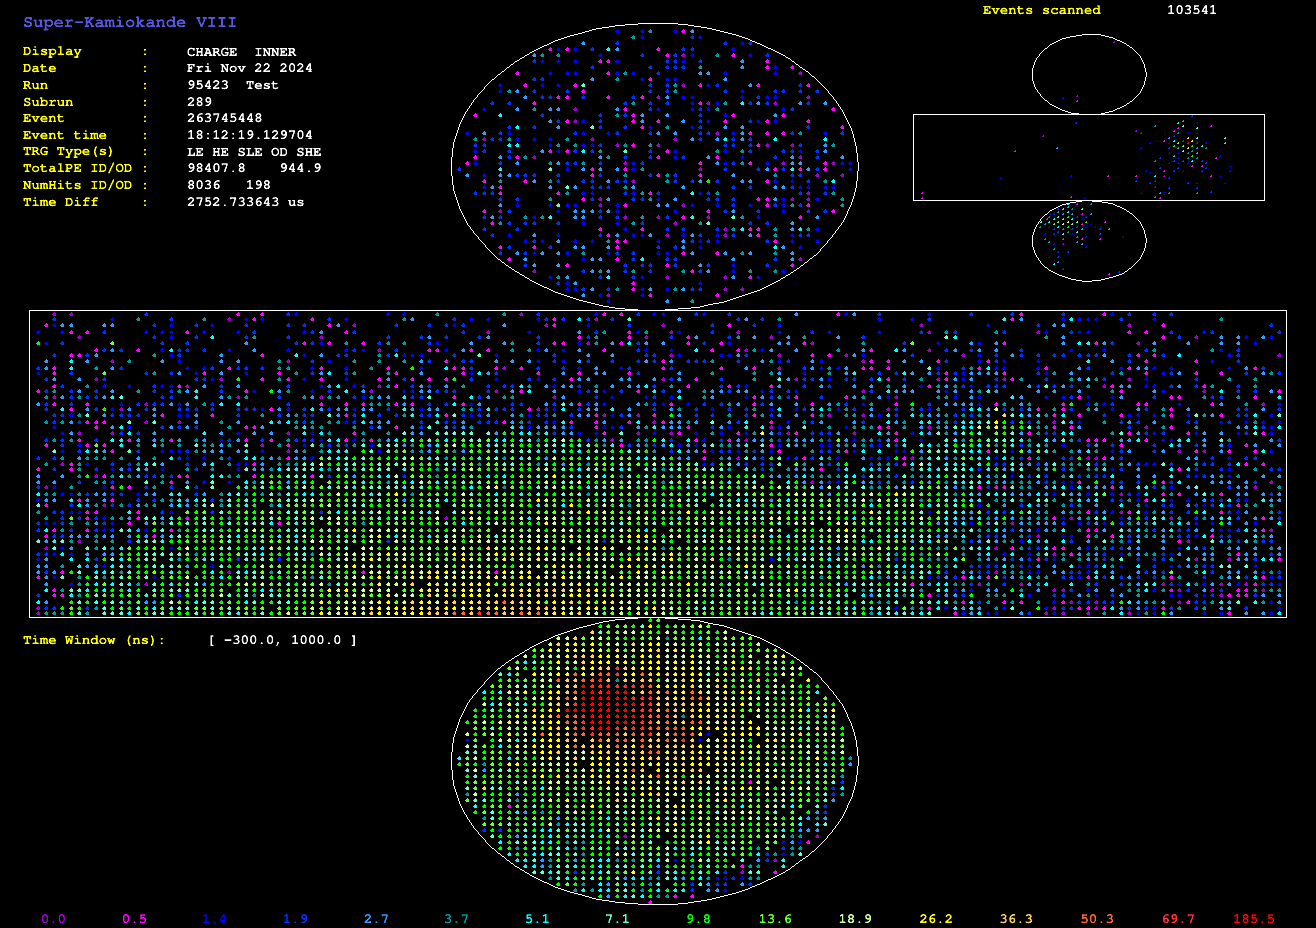 Super-Kamiokande VIII
Events scanned 103541
Display : CHARGE INNER
Date : Fri Nov 22 2024
Run : 95423 Test
Subrun : 289
Event : 263745448
Event time : 18:12:19.129704
TRG Type(s) : LE HE SLE OD SHE
TotalPE ID/OD : 98407.8 944.9
NumHits ID/OD : 8036 198
Time Diff : 2752.733643 us
Time Window (ns): [ -300.0, 1000.0 ]
0.0 0.5 1.4 1.9 2.7 3.7 5.1 7.1 9.8 13.6 18.9 26.2 36.3 50.3 69.7 185.5